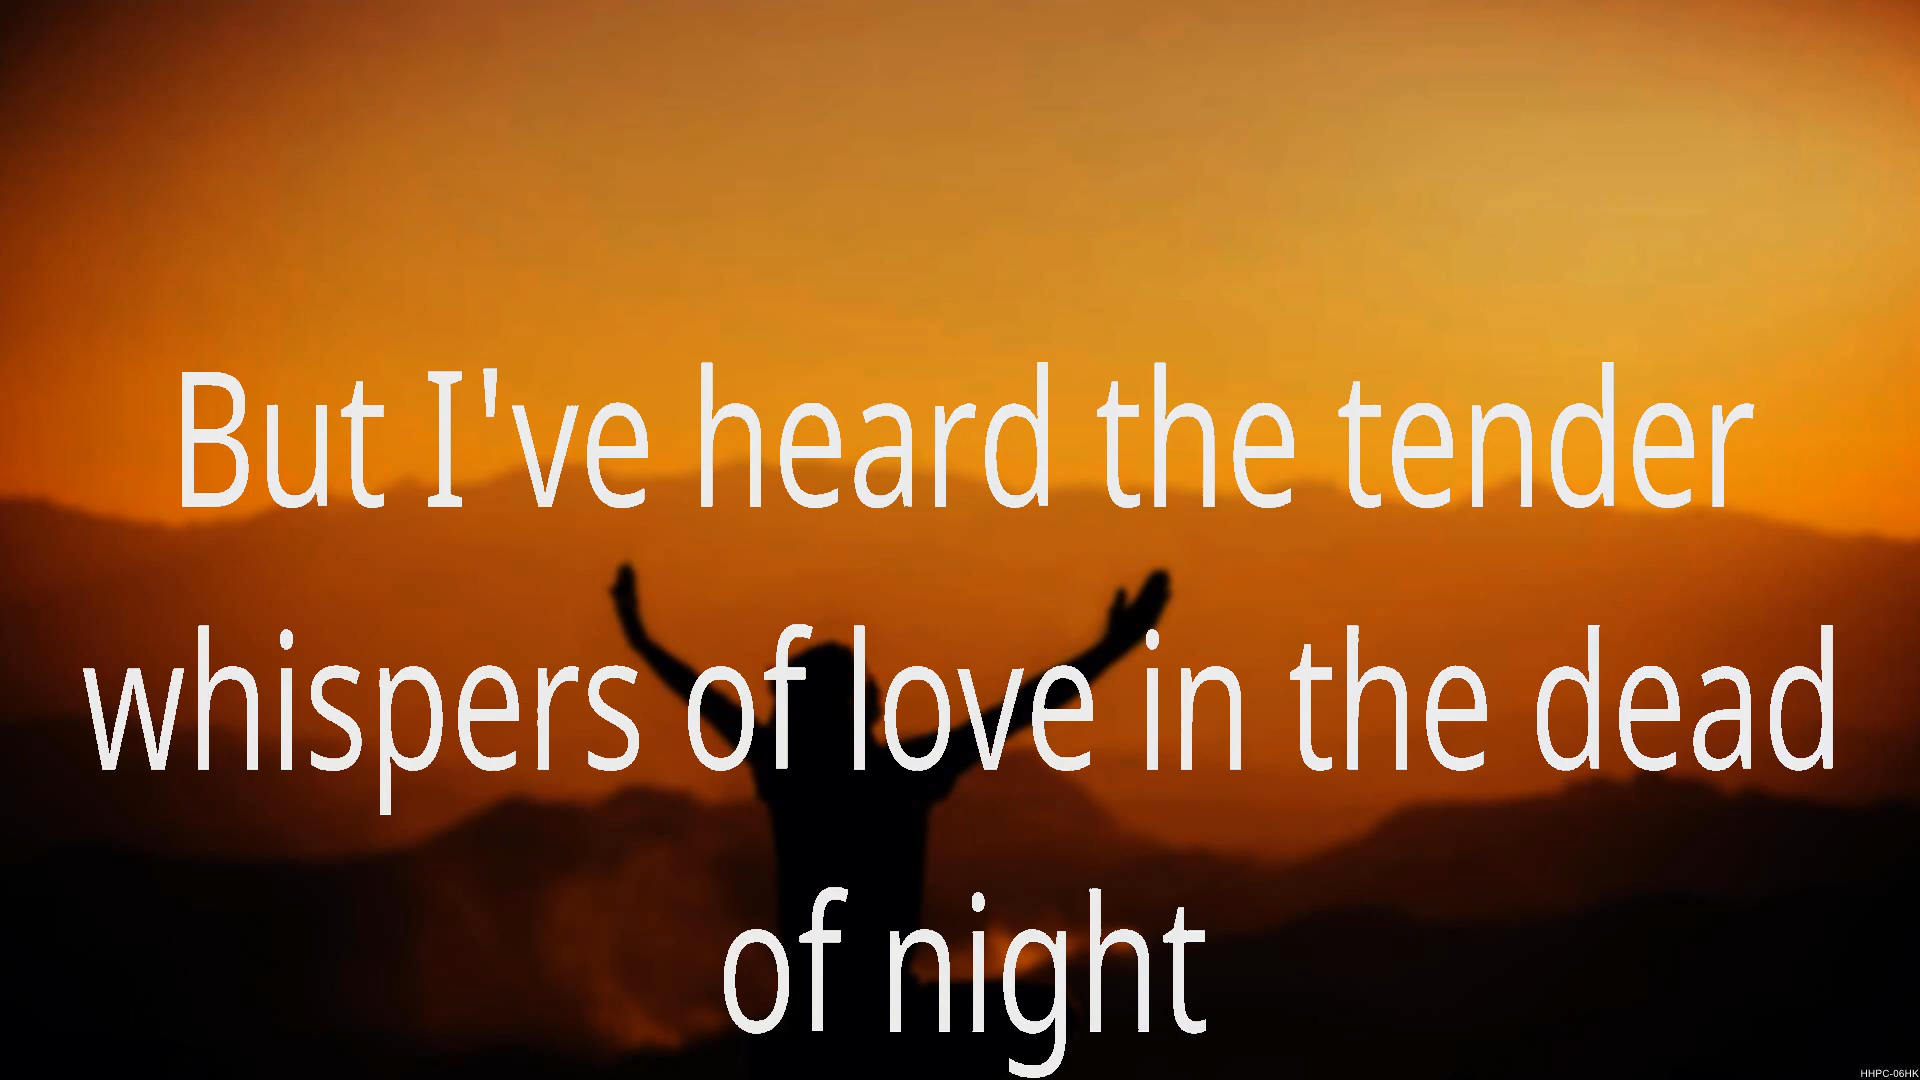 But I've heard the tender
whispers of love in the dead
of night
HHPC-06HK